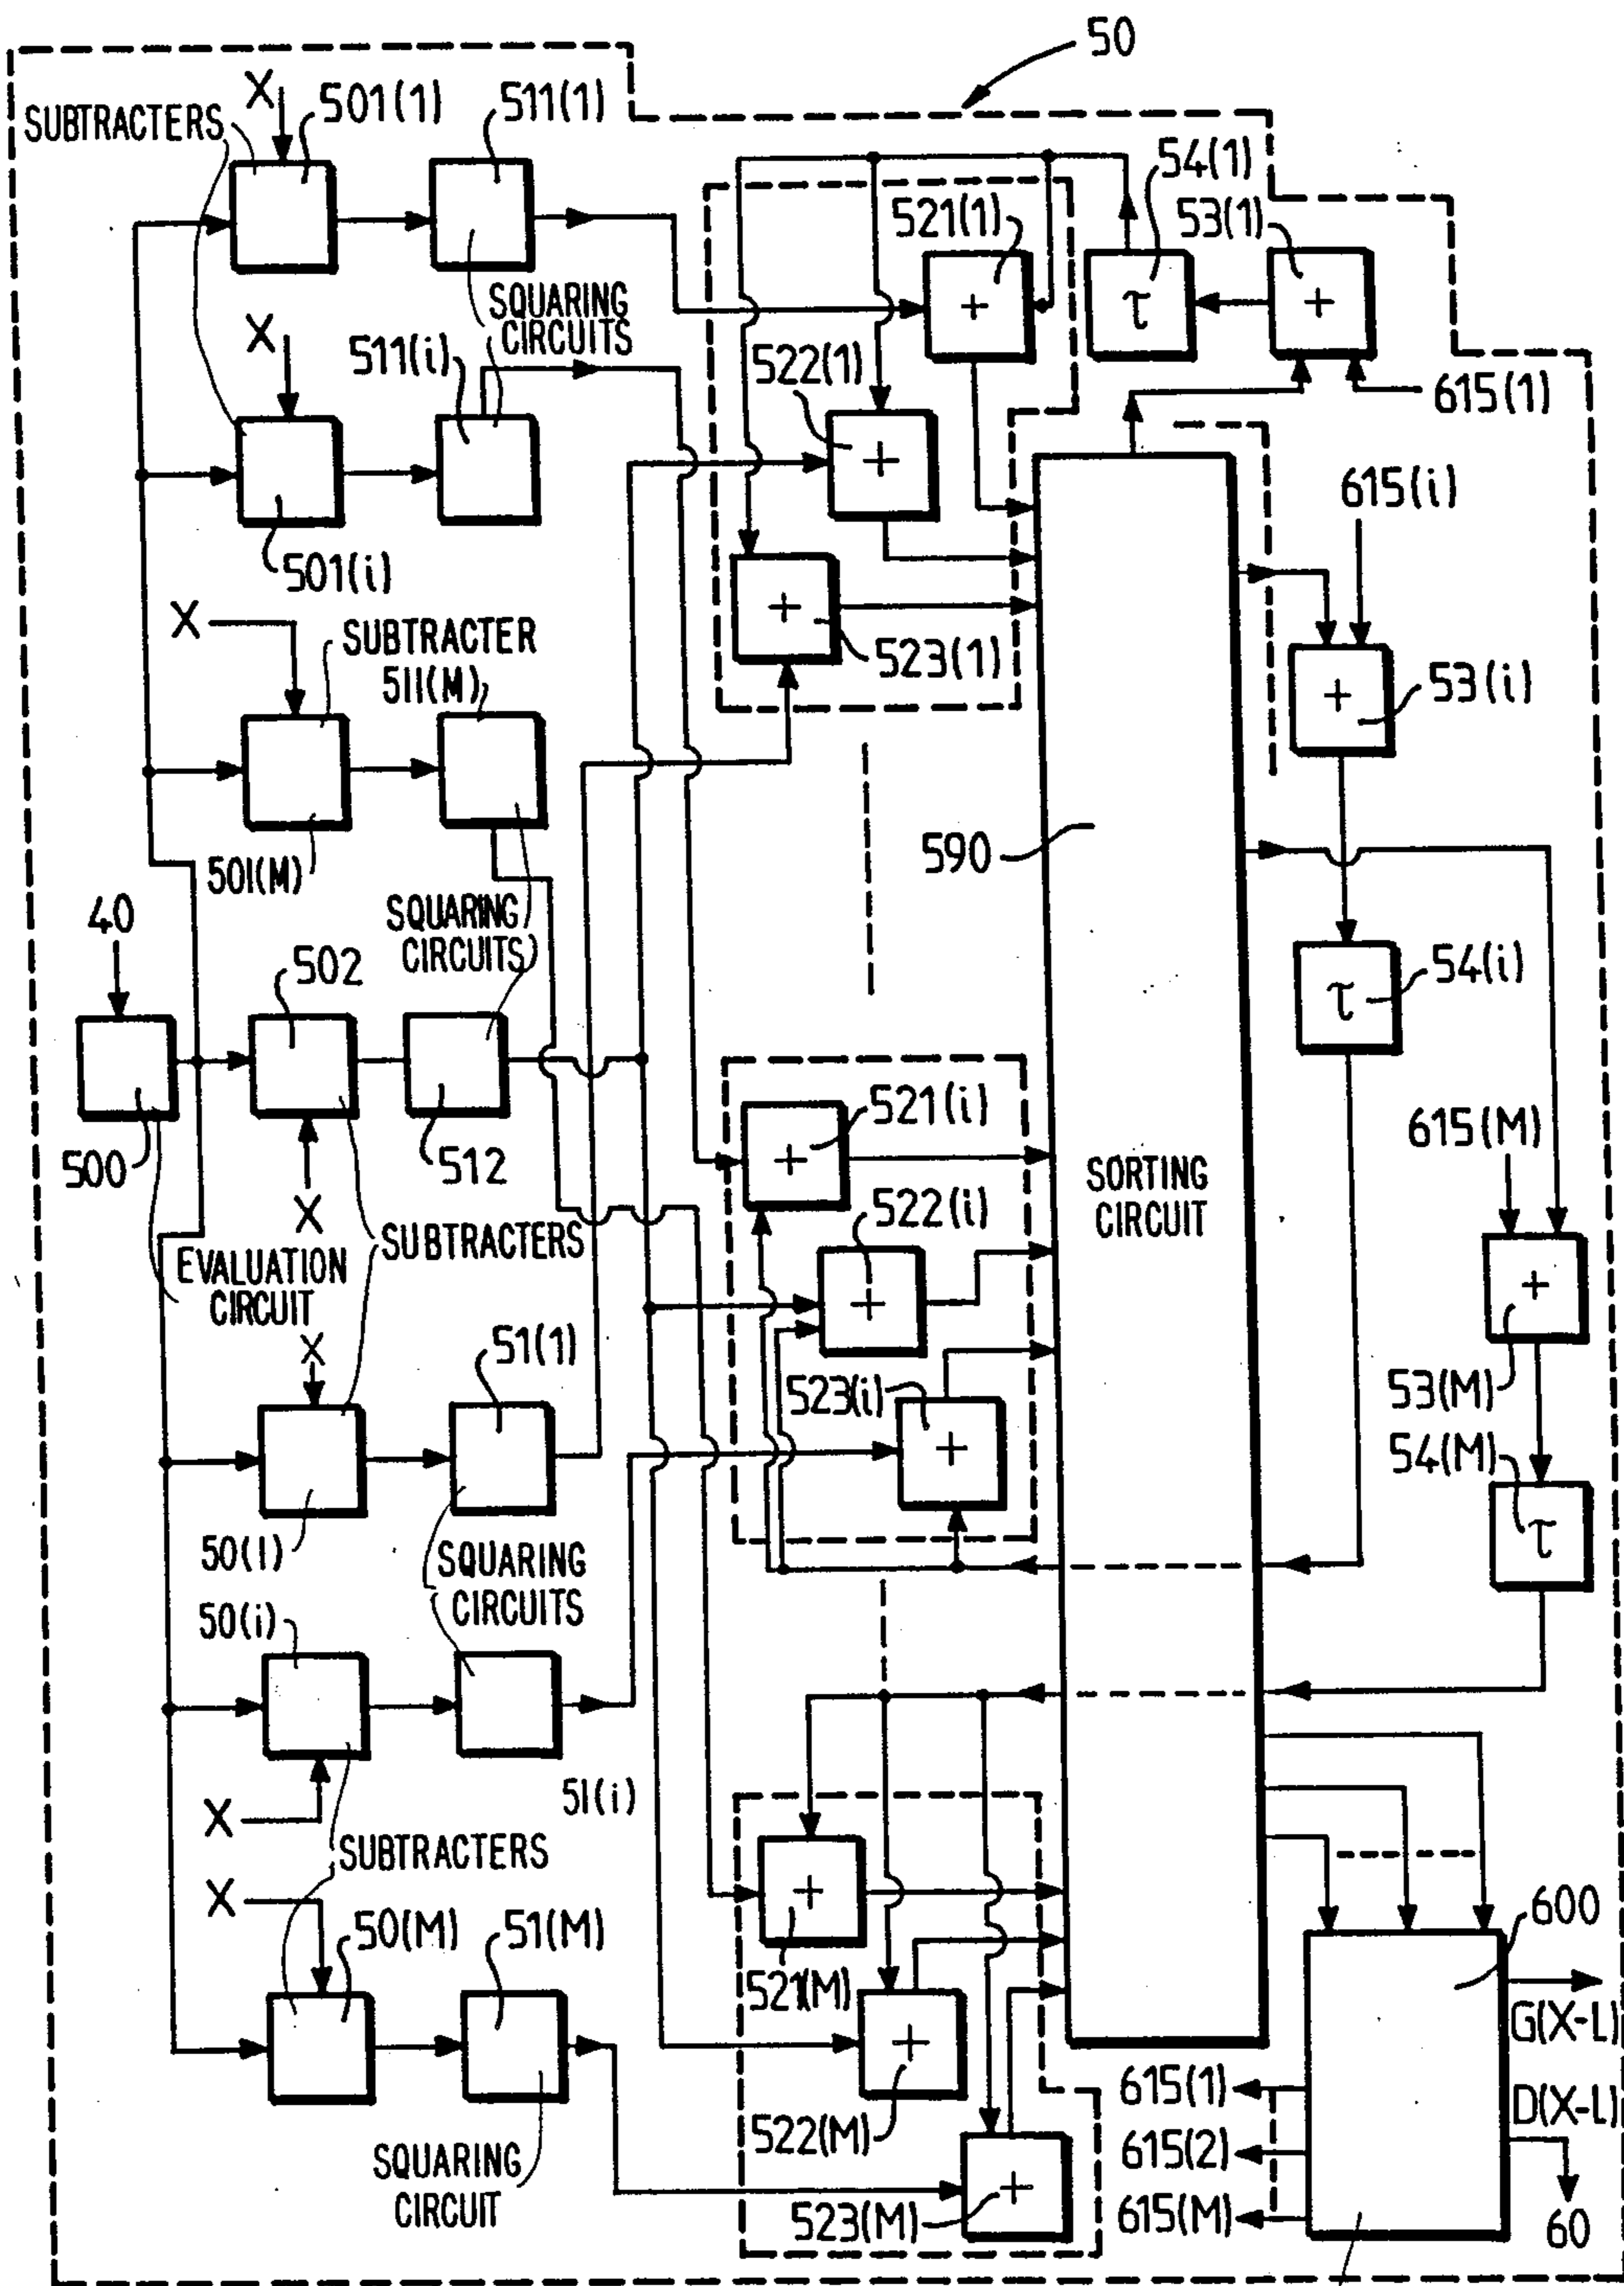 50
X
501(1)
511(1)
SUBTRACTERS
54(1)
53(1)
521(1)
+
τ
+
SQUARING
CIRCUITS
X
511(i)
522(1)
615(1)
+
615(i)
501(i)
+
X
SUBTRACTER
523(1)
511(M)
+
53(i)
590
501(M)
40
SQUARING
CIRCUITS
502
τ
54(i)
521(i)
500
512
+
615(M)
SORTING
CIRCUIT
X
522(i)
SUBTRACTERS
EVALUATION
CIRCUIT
+
+
X
51(1)
523(i)
53(M)
+
54(M)
50(1)
τ
SQUARING
CIRCUITS
50(i)
51(i)
X
SUBTRACTERS
X
+
50(M)
51(M)
600
521(M)
+
G(X-L)
615(1)
D(X-L)
522(M)
615(2)
SQUARING
CIRCUIT
+
523(M)
615(M)
60